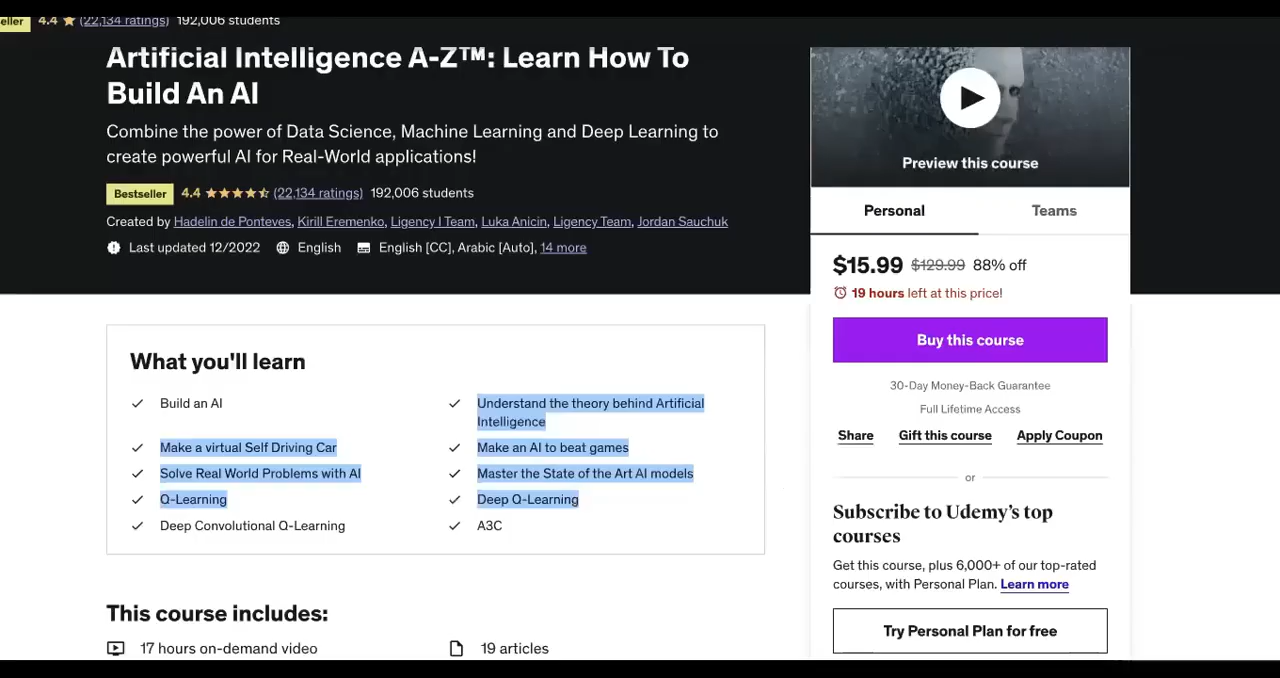 eller 4.4 (22,134 ratings) 192,006 students
Artificial Intelligence A-Z™: Learn How To
Build An AI
Combine the power of Data Science, Machine Learning and Deep Learning to
create powerful AI for Real-World applications!
Bestseller 4.4 (22,134 ratings) 192,006 students
Created by Hadelin de Ponteves, Kirill Eremenko, Ligency I Team, Luka Anicin, Ligency Team, Jordan Sauchuk
Last updated 12/2022 English English [CC], Arabic [Auto], 14 more
Preview this course
Personal Teams
$15.99 $129.99 88% off
19 hours left at this price!
Buy this course
30-Day Money-Back Guarantee
Full Lifetime Access
Share Gift this course Apply Coupon
or
Subscribe to Udemy's top
courses
Get this course, plus 6,000+ of our top-rated
courses, with Personal Plan. Learn more
Try Personal Plan for free
What you'll learn
Build an AI
Understand the theory behind Artificial
Intelligence
Make a virtual Self Driving Car
Make an AI to beat games
Solve Real World Problems with AI
Master the State of the Art AI models
Q-Learning
Deep Q-Learning
Deep Convolutional Q-Learning
A3C
This course includes:
17 hours on-demand video
19 articles